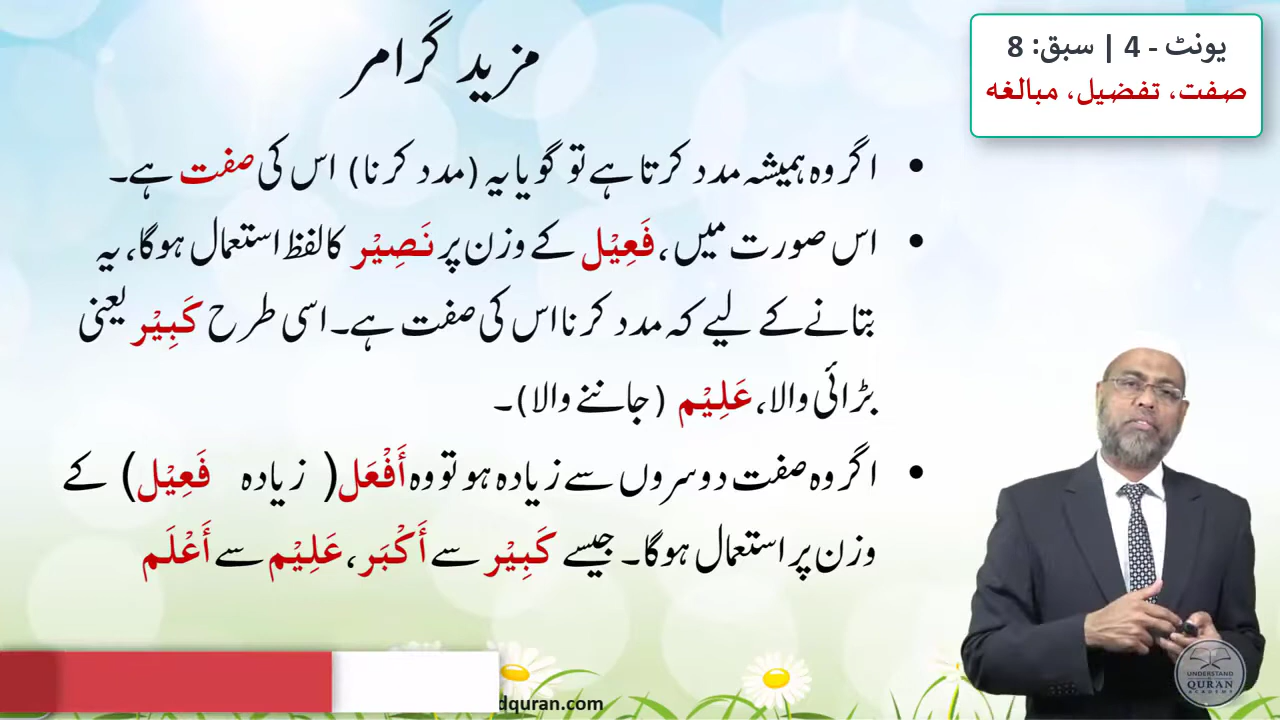 یونٹ - 4 | سبق: 8
صفت، تفضیل، مبالغہ
مزید گرامر
• اگر وہ ہمیشہ مدد کرتا ہے تو گویا یہ (مدد کرنا) اس کی صفت ہے۔
• اس صورت میں، فَعِیْل کے وزن پر نَصِیْر کا لفظ استعمال ہوگا، یہ
بتانے کے لیے کہ مدد کرنا اس کی صفت ہے۔ اسی طرح کَبِیْر یعنی
بڑائی والا، عَلِیْم (جاننے والا)۔
• اگر وہ صفت دوسروں سے زیادہ ہو تو وہ أَفْعَل( زیادہ فَعِیْل) کے
وزن پر استعمال ہوگا۔ جیسے کَبِیْر سے أَکْبَر، عَلِیْم سے أَعْلَم
UNDERSTAND
QURAN
ACADEMY
dquran.com